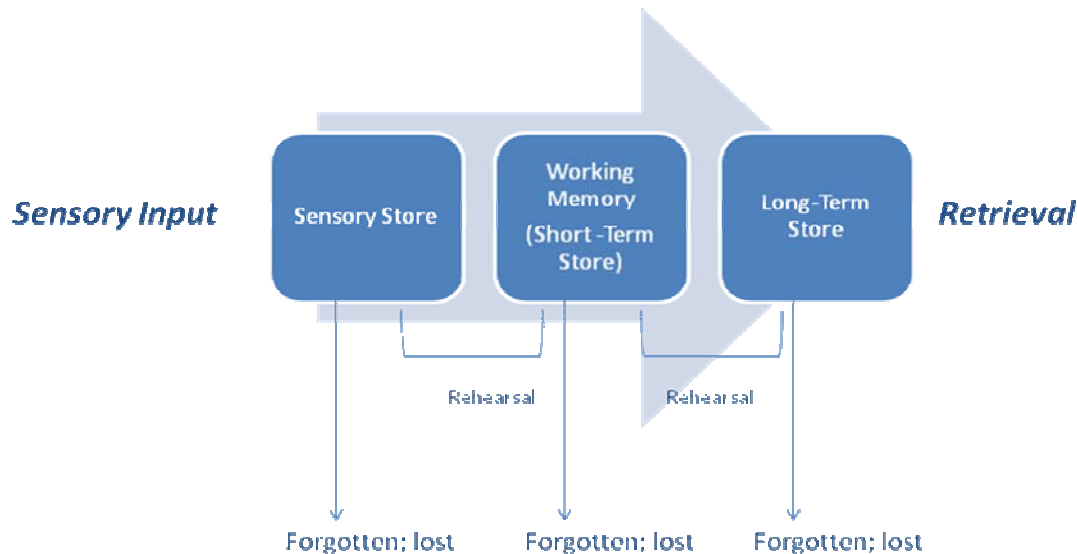 Sensory Input
Sensory Store
Working
Memory
(Short -Term
Store)
Long-Term
Store
Retrieval
Rehearsal
Rehearsal
Forgotten; lost
Forgotten; lost
Forgotten; lost